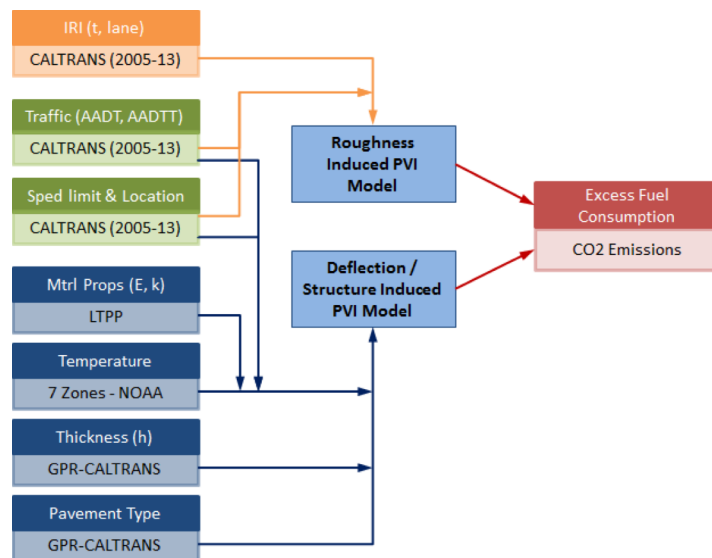 IRI (t, lane)
CALTRANS (2005-13)
Traffic (AADT, AADTT)
CALTRANS (2005-13)
Sped limit & Location
CALTRANS (2005-13)
Mtrl Props (E, k)
LTPP
Temperature
7 Zones - NOAA
Thickness (h)
GPR-CALTRANS
Pavement Type
GPR-CALTRANS
Roughness
Induced PVI
Model
Deflection /
Structure Induced
PVI Model
Excess Fuel
Consumption
CO2 Emissions